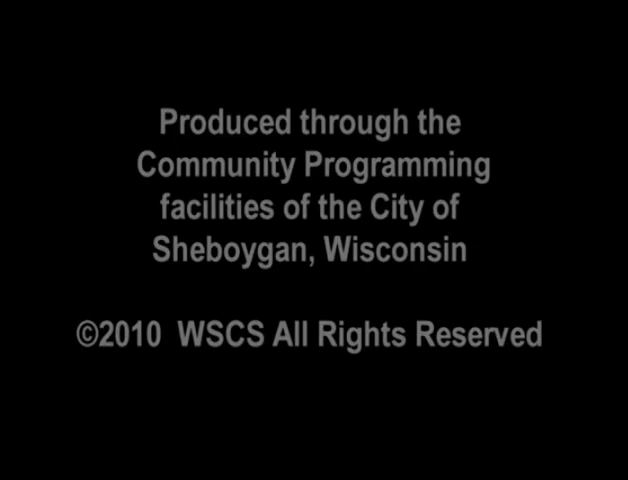 Produced through the
Community Programming
facilities of the City of
Sheboygan, Wisconsin
©2010 WSCS All Rights Reserved